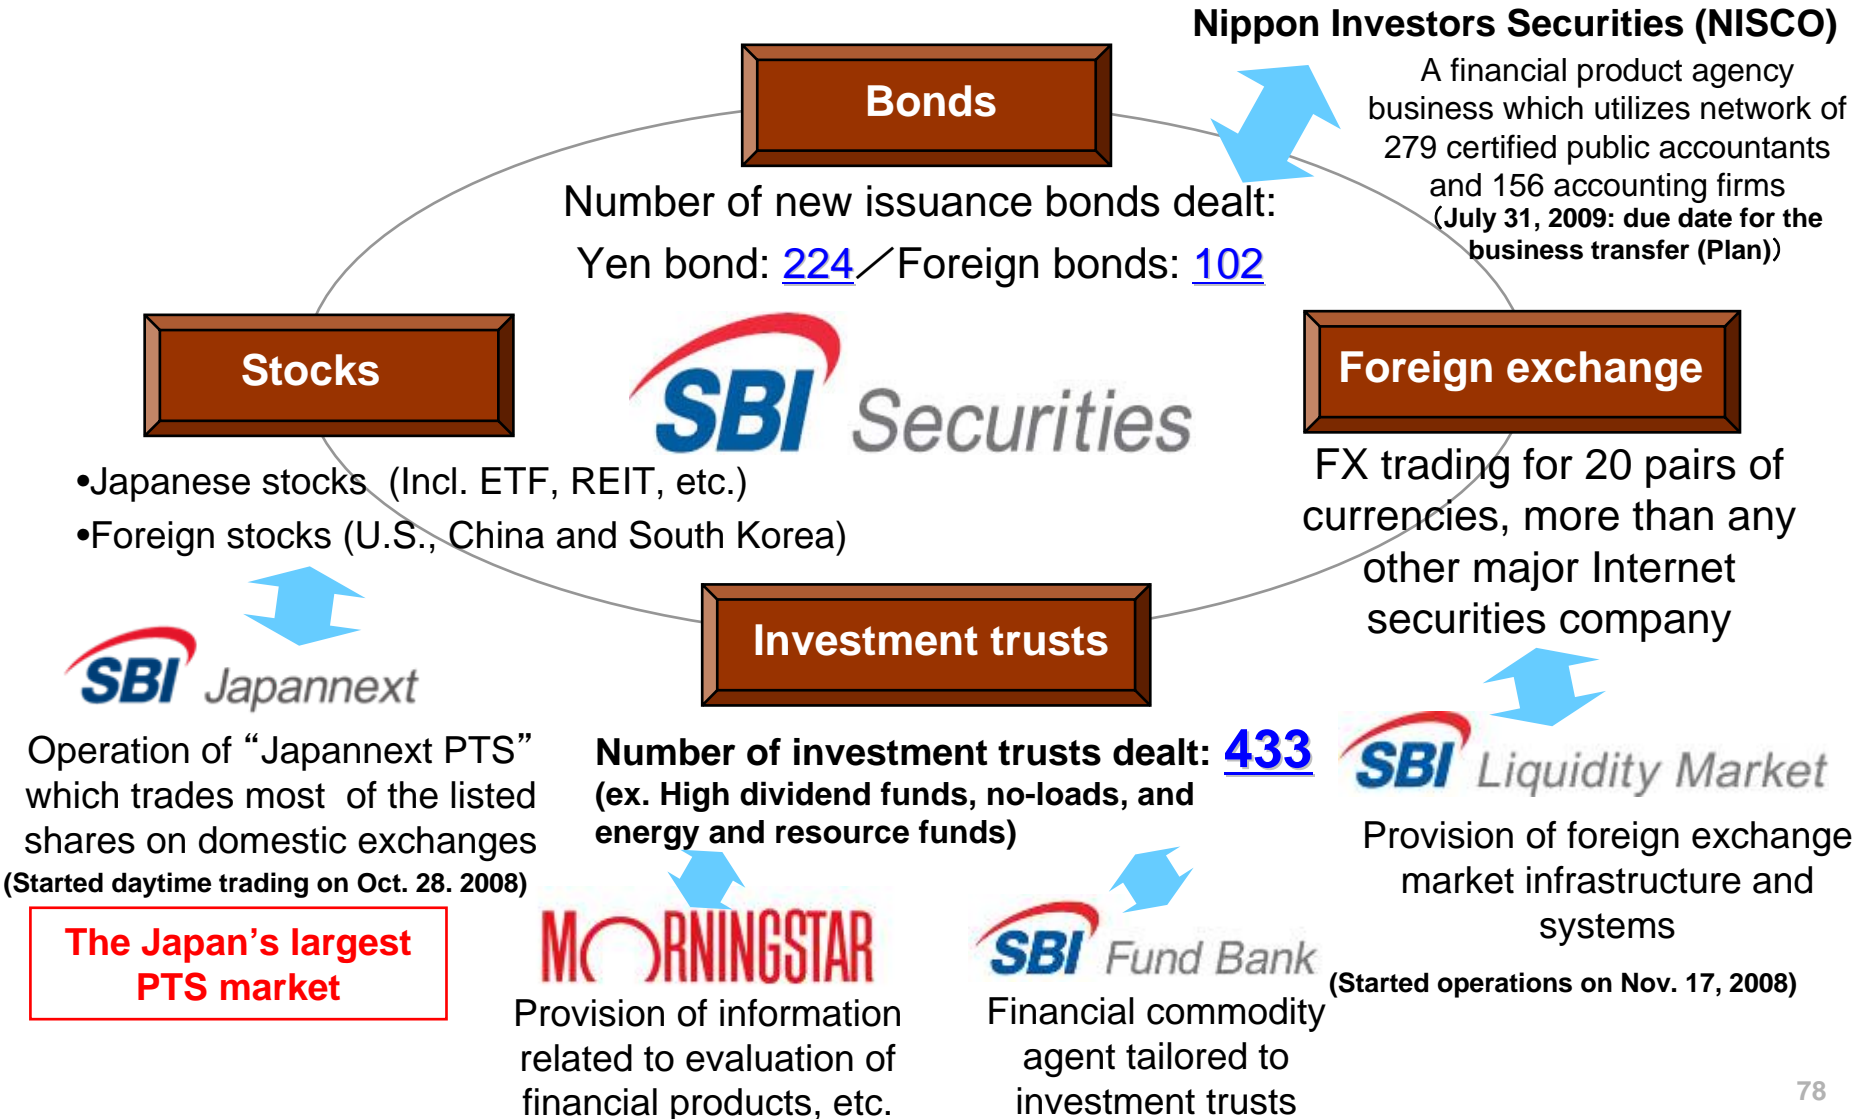 Nippon Investors Securities (NISCO)
A financial product agency
business which utilizes network of
279 certified public accountants
and 156 accounting firms
（July 31, 2009: due date for the
business transfer (Plan)）
Bonds
Number of new issuance bonds dealt:
Yen bond: 224／Foreign bonds: 102
Stocks
SBI Securities
Foreign exchange
•Japanese stocks (Incl. ETF, REIT, etc.)
•Foreign stocks (U.S., China and South Korea)
FX trading for 20 pairs of
currencies, more than any
other major Internet
securities company
Investment trusts
SBI Japannext
Operation of “Japannext PTS”
which trades most of the listed
shares on domestic exchanges
(Started daytime trading on Oct. 28. 2008)
The Japan’s largest
PTS market
Number of investment trusts dealt: 433
(ex. High dividend funds, no-loads, and
energy and resource funds)
MORNINGSTAR
Provision of information
related to evaluation of
financial products, etc.
SBI Fund Bank
Financial commodity
agent tailored to
investment trusts
SBI Liquidity Market
Provision of foreign exchange
market infrastructure and
systems
(Started operations on Nov. 17, 2008)
78